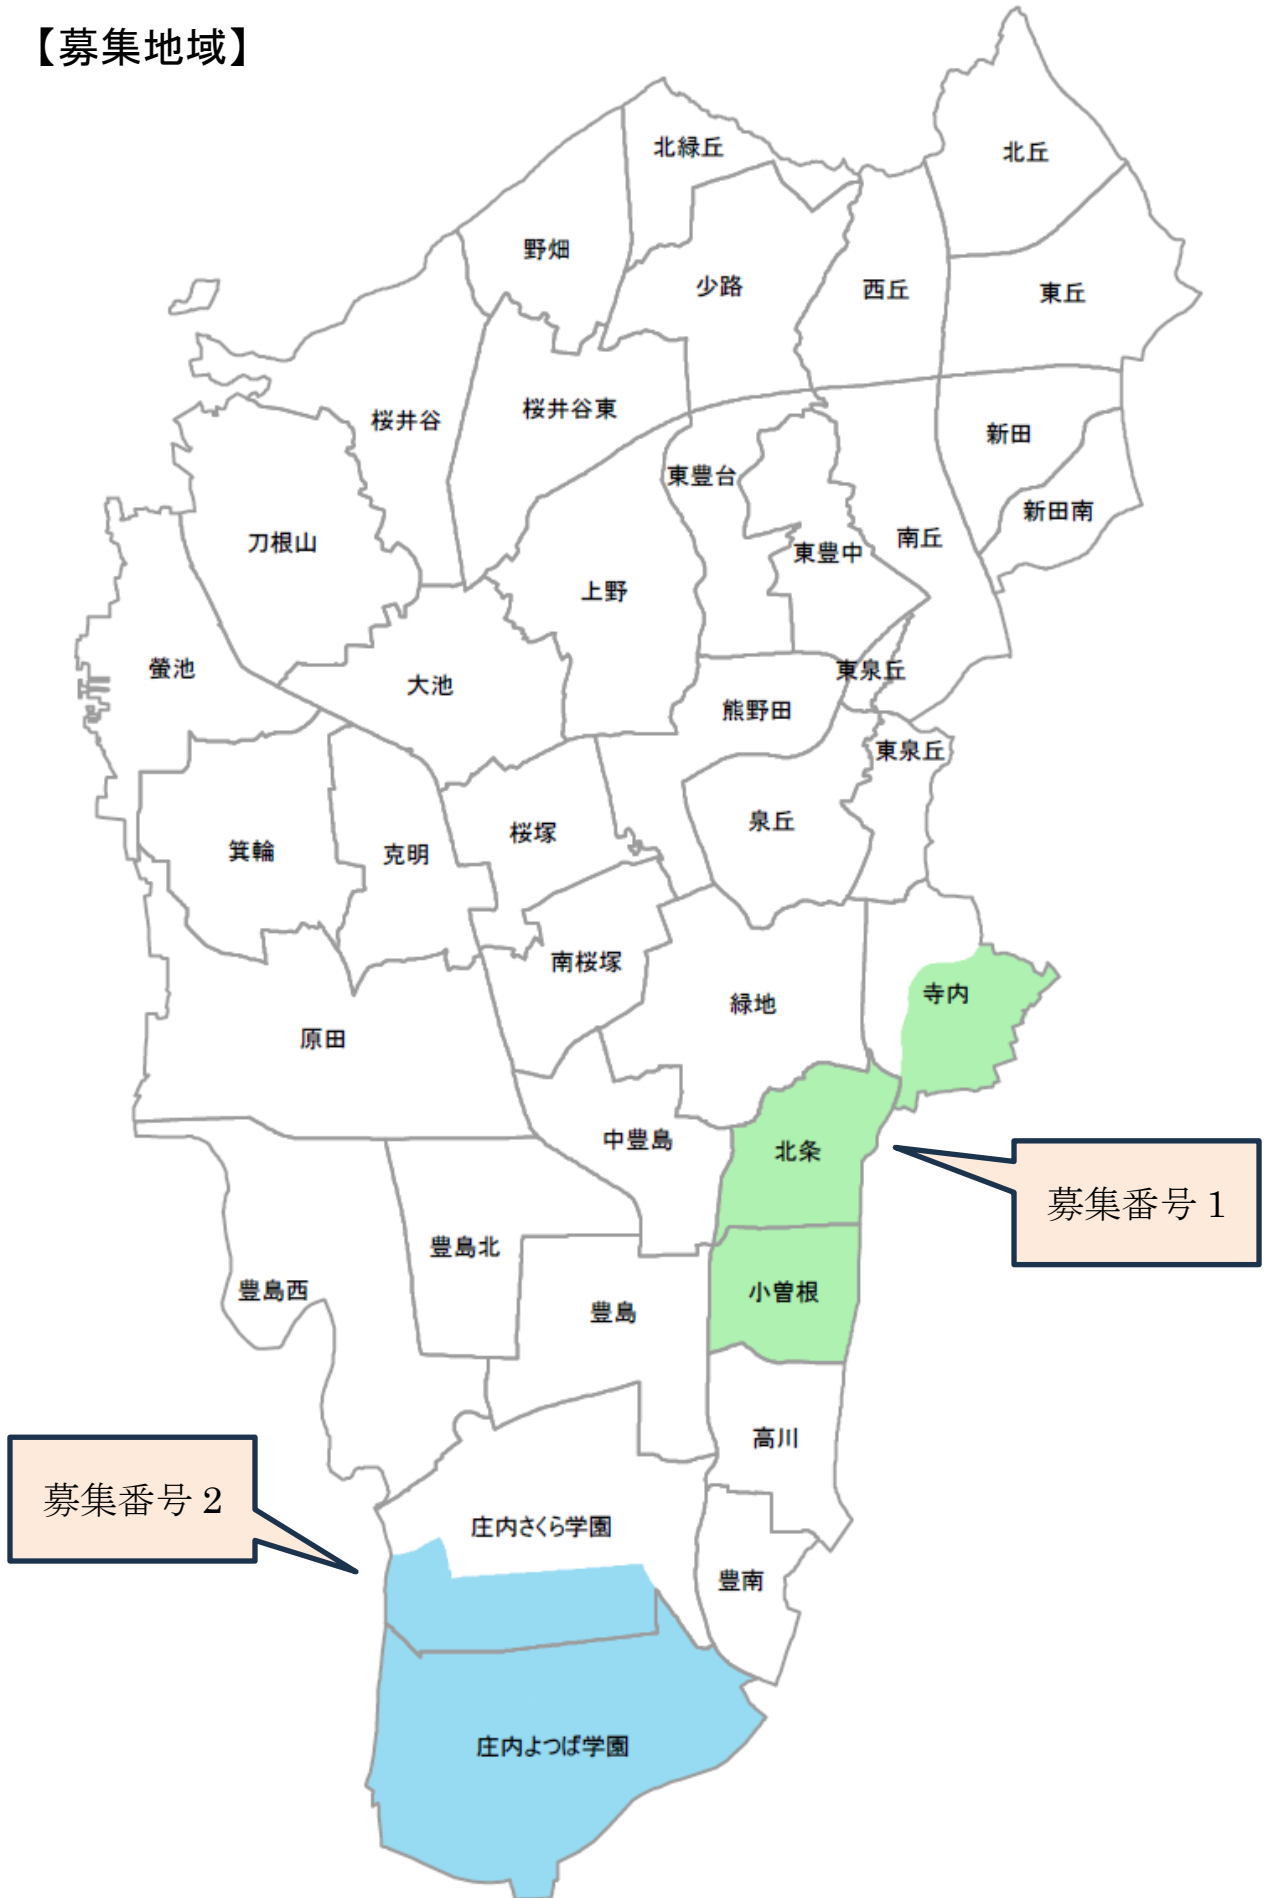 【募集地域】
北緑丘
北丘
野畑
少路
西丘
東丘
桜井谷
桜井谷東
新田
東豊台
新田南
刀根山
東豊中
南丘
上野
螢池
大池
東泉丘
熊野田
東泉丘
箕輪
克明
桜塚
泉丘
南桜塚
緑地
寺内
原田
中豊島
北条
募集番号1
豊島北
豊島西
豊島
小曽根
高川
募集番号2
庄内さくら学園
豊南
庄内よつば学園